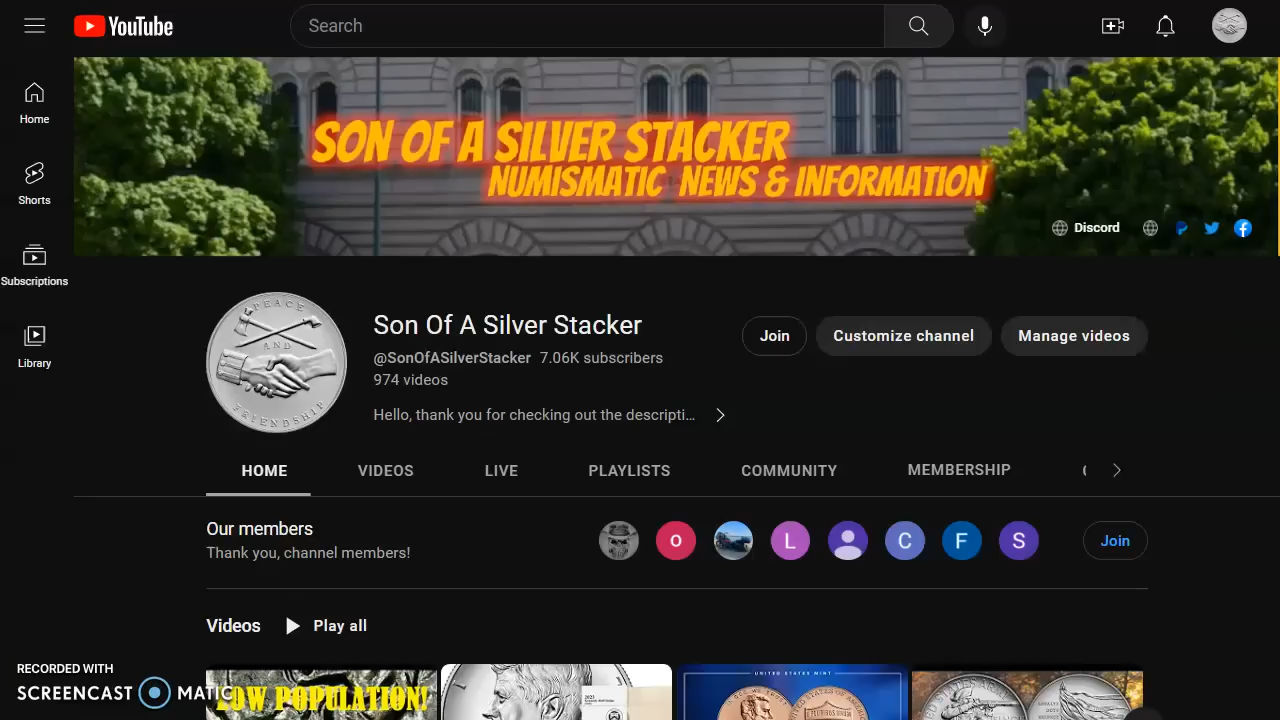 YouTube
Search
Home
Shorts
Subscriptions
Library
SON OF A SILVER STACKER
NUMISMATIC NEWS & INFORMATION
Discord
PEACE
AND
FRIENDSHIP
Son Of A Silver Stacker
@SonOfASilverStacker 7.06K subscribers
974 videos
Hello, thank you for checking out the descripti...
Join
Customize channel
Manage videos
HOME VIDEOS LIVE PLAYLISTS COMMUNITY MEMBERSHIP
Our members
Thank you, channel members!
O L C F S
Join
Videos
Play all
RECORDED WITH
SCREENCAST MATIC
LOW POPULATION!
UNITED STATES MINT